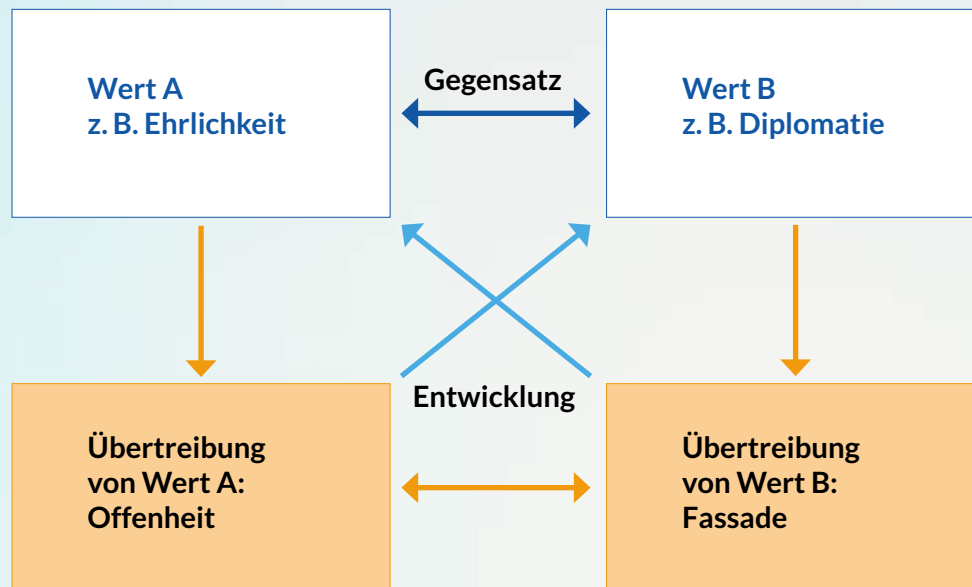 Wert A
z. B. Ehrlichkeit
Gegensatz
Wert B
z. B. Diplomatie
Entwicklung
Übertreibung
von Wert A:
Offenheit
Übertreibung
von Wert B:
Fassade